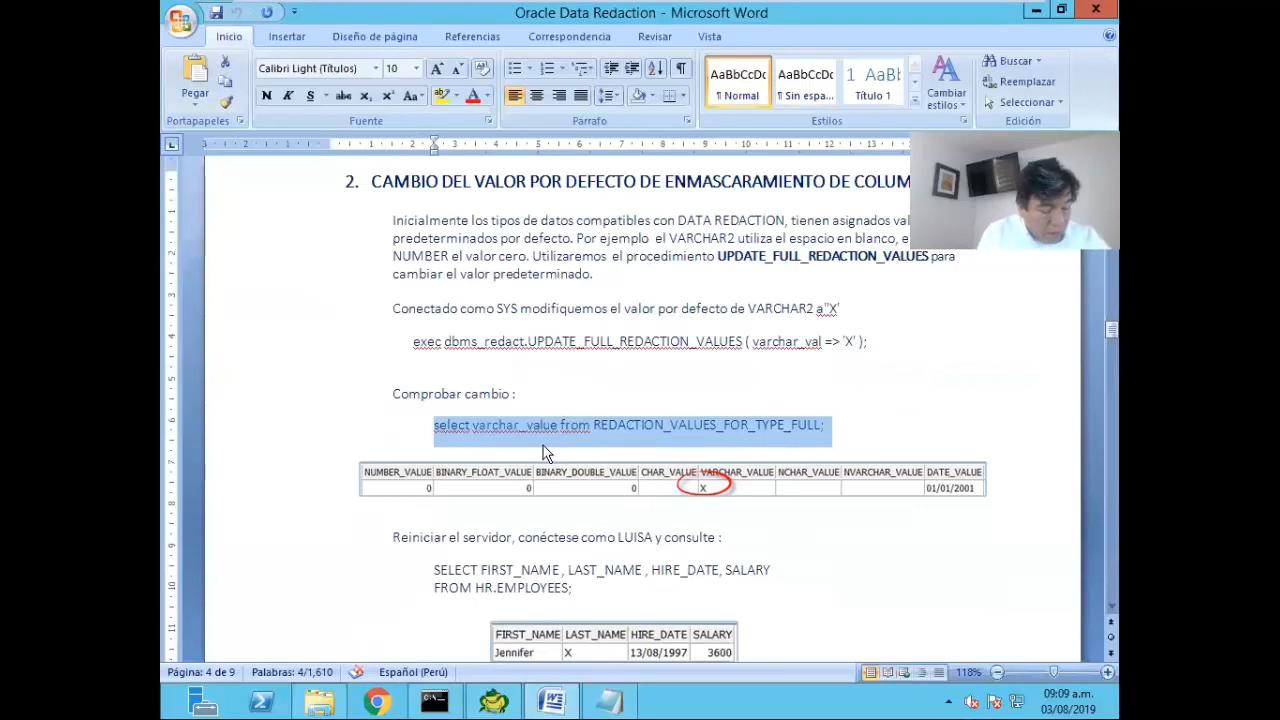 Oracle Data Redaction - Microsoft Word
Inicio Insertar Diseño de página Referencias Correspondencia Revisar Vista
Pegar
Calibri Light (Títulos) 10
N K S abc x₂ x² Aa
AaBbCcDc AaBbCcDc 1 AaBb
¶ Normal ¶ Sin espa... Título 1
Cambiar estilos
Buscar
Reemplazar
Seleccionar
Portapapeles Fuente Párrafo Estilos Edición
2. CAMBIO DEL VALOR POR DEFECTO DE ENMASCARAMIENTO DE COLUM
Inicialmente los tipos de datos compatibles con DATA REDACTION, tienen asignados val
predeterminados por defecto. Por ejemplo el VARCHAR2 utiliza el espacio en blanco, e
NUMBER el valor cero. Utilizaremos el procedimiento UPDATE_FULL_REDACTION_VALUES para
cambiar el valor predeterminado.
Conectado como SYS modifiquemos el valor por defecto de VARCHAR2 a"X'
exec dbms_redact.UPDATE_FULL_REDACTION_VALUES ( varchar_val => 'X' );
Comprobar cambio :
select varchar_value from REDACTION_VALUES_FOR_TYPE_FULL;
NUMBER_VALUE BINARY_FLOAT_VALUE BINARY_DOUBLE_VALUE CHAR_VALUE VARCHAR_VALUE NCHAR_VALUE NVARCHAR_VALUE DATE_VALUE
0 0 0 X 01/01/2001
Reiniciar el servidor, conéctese como LUISA y consulte :
SELECT FIRST_NAME , LAST_NAME , HIRE_DATE, SALARY
FROM HR.EMPLOYEES;
FIRST_NAME LAST_NAME HIRE_DATE SALARY
Jennifer X 13/08/1997 3600
Página: 4 de 9 Palabras: 4/1,610 Español (Perú) 118%
09:09 a.m.
03/08/2019